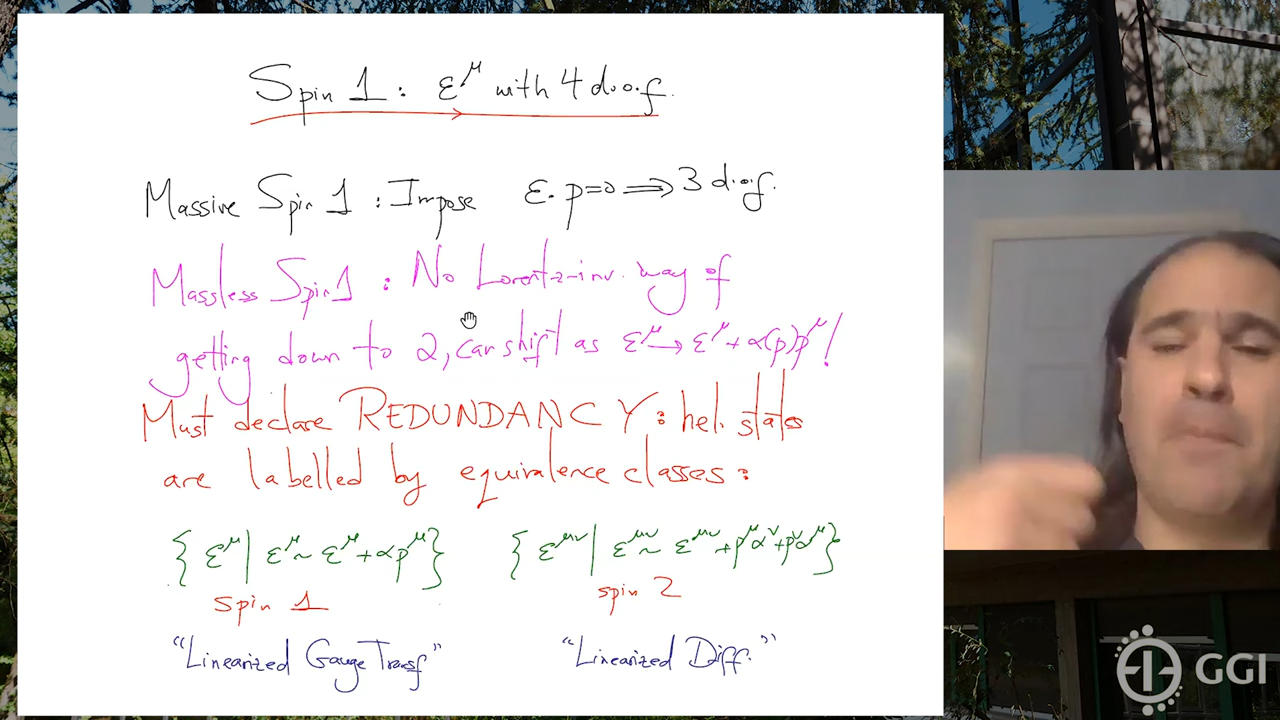 Spin 1 : ε^μ with 4 d.o.f.
Massive Spin 1 : Impose ε·p=0 ⟹ 3 d.o.f.
Massless Spin 1 : No Lorentz-inv. way of
getting down to 2, can shift as ε^μ → ε^μ + α(p)p^μ !
Must declare REDUNDANCY : hel. states
are labelled by equivalence classes :
{ ε^μ | ε^μ ~ ε^μ + αp^μ } { ε^μν | ε^μν ~ ε^μν + p^μ α^ν + p^ν α^μ }
spin 1 spin 2
"Linearized Gauge Transf" "Linearized Diff."
GGI